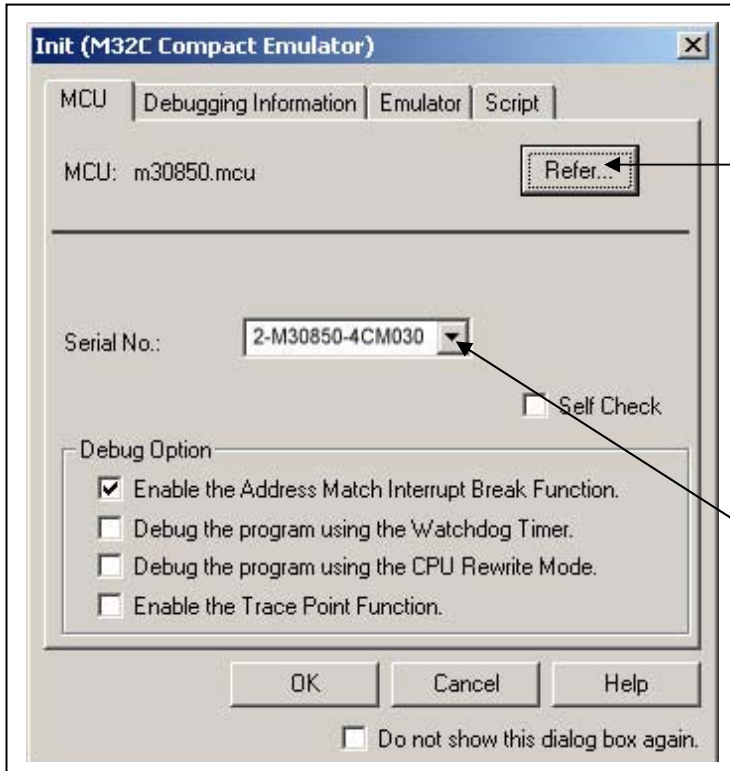 Init (M32C Compact Emulator)
MCU Debugging Information Emulator Script
MCU: m30850.mcu Refer...
Serial No.: 2-M30850-4CM030
Self Check
Debug Option
Enable the Address Match Interrupt Break Function.
Debug the program using the Watchdog Timer.
Debug the program using the CPU Rewrite Mode.
Enable the Trace Point Function.
OK Cancel Help
Do not show this dialog box again.